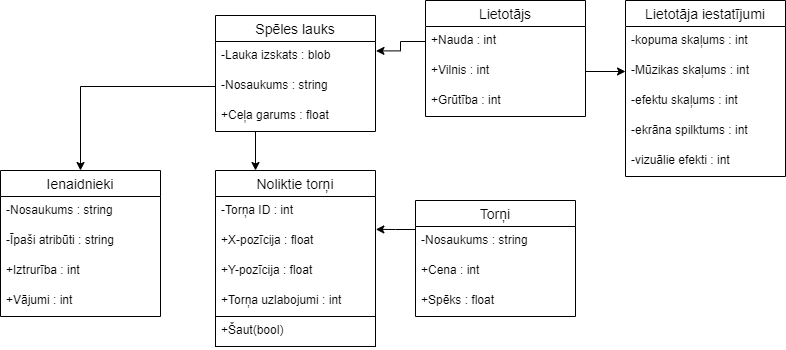 Spēles lauks
-Lauka izskats : blob
-Nosaukums : string
+Ceļa garums : float
Lietotājs
+Nauda : int
+Vilnis : int
+Grūtība : int
Lietotāja iestatījumi
-kopuma skaļums : int
-Mūzikas skaļums : int
-efektu skaļums : int
-ekrāna spilktums : int
-vizuālie efekti : int
Ienaidnieki
-Nosaukums : string
-Īpaši atribūti : string
+Iztrurība : int
+Vājumi : int
Noliktie torņi
-Torņa ID : int
+X-pozīcija : float
+Y-pozīcija : float
+Torņa uzlabojumi : int
+Šaut(bool)
Torņi
-Nosaukums : string
+Cena : int
+Spēks : float